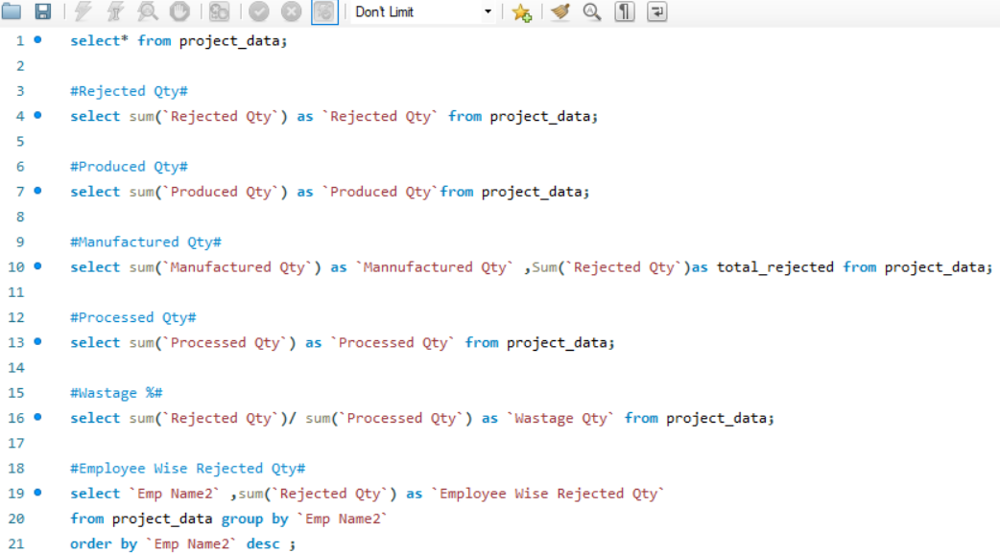 Don't Limit
1 select* from project_data;
2
3 #Rejected Qty#
4 select sum(`Rejected Qty`) as `Rejected Qty` from project_data;
5
6 #Produced Qty#
7 select sum(`Produced Qty`) as `Produced Qty`from project_data;
8
9 #Manufactured Qty#
10 select sum(`Manufactured Qty`) as `Mannufactured Qty` ,Sum(`Rejected Qty`)as total_rejected from project_data;
11
12 #Processed Qty#
13 select sum(`Processed Qty`) as `Processed Qty` from project_data;
14
15 #Wastage %#
16 select sum(`Rejected Qty`)/ sum(`Processed Qty`) as `Wastage Qty` from project_data;
17
18 #Employee Wise Rejected Qty#
19 select `Emp Name2` ,sum(`Rejected Qty`) as `Employee Wise Rejected Qty`
20 from project_data group by `Emp Name2`
21 order by `Emp Name2` desc ;